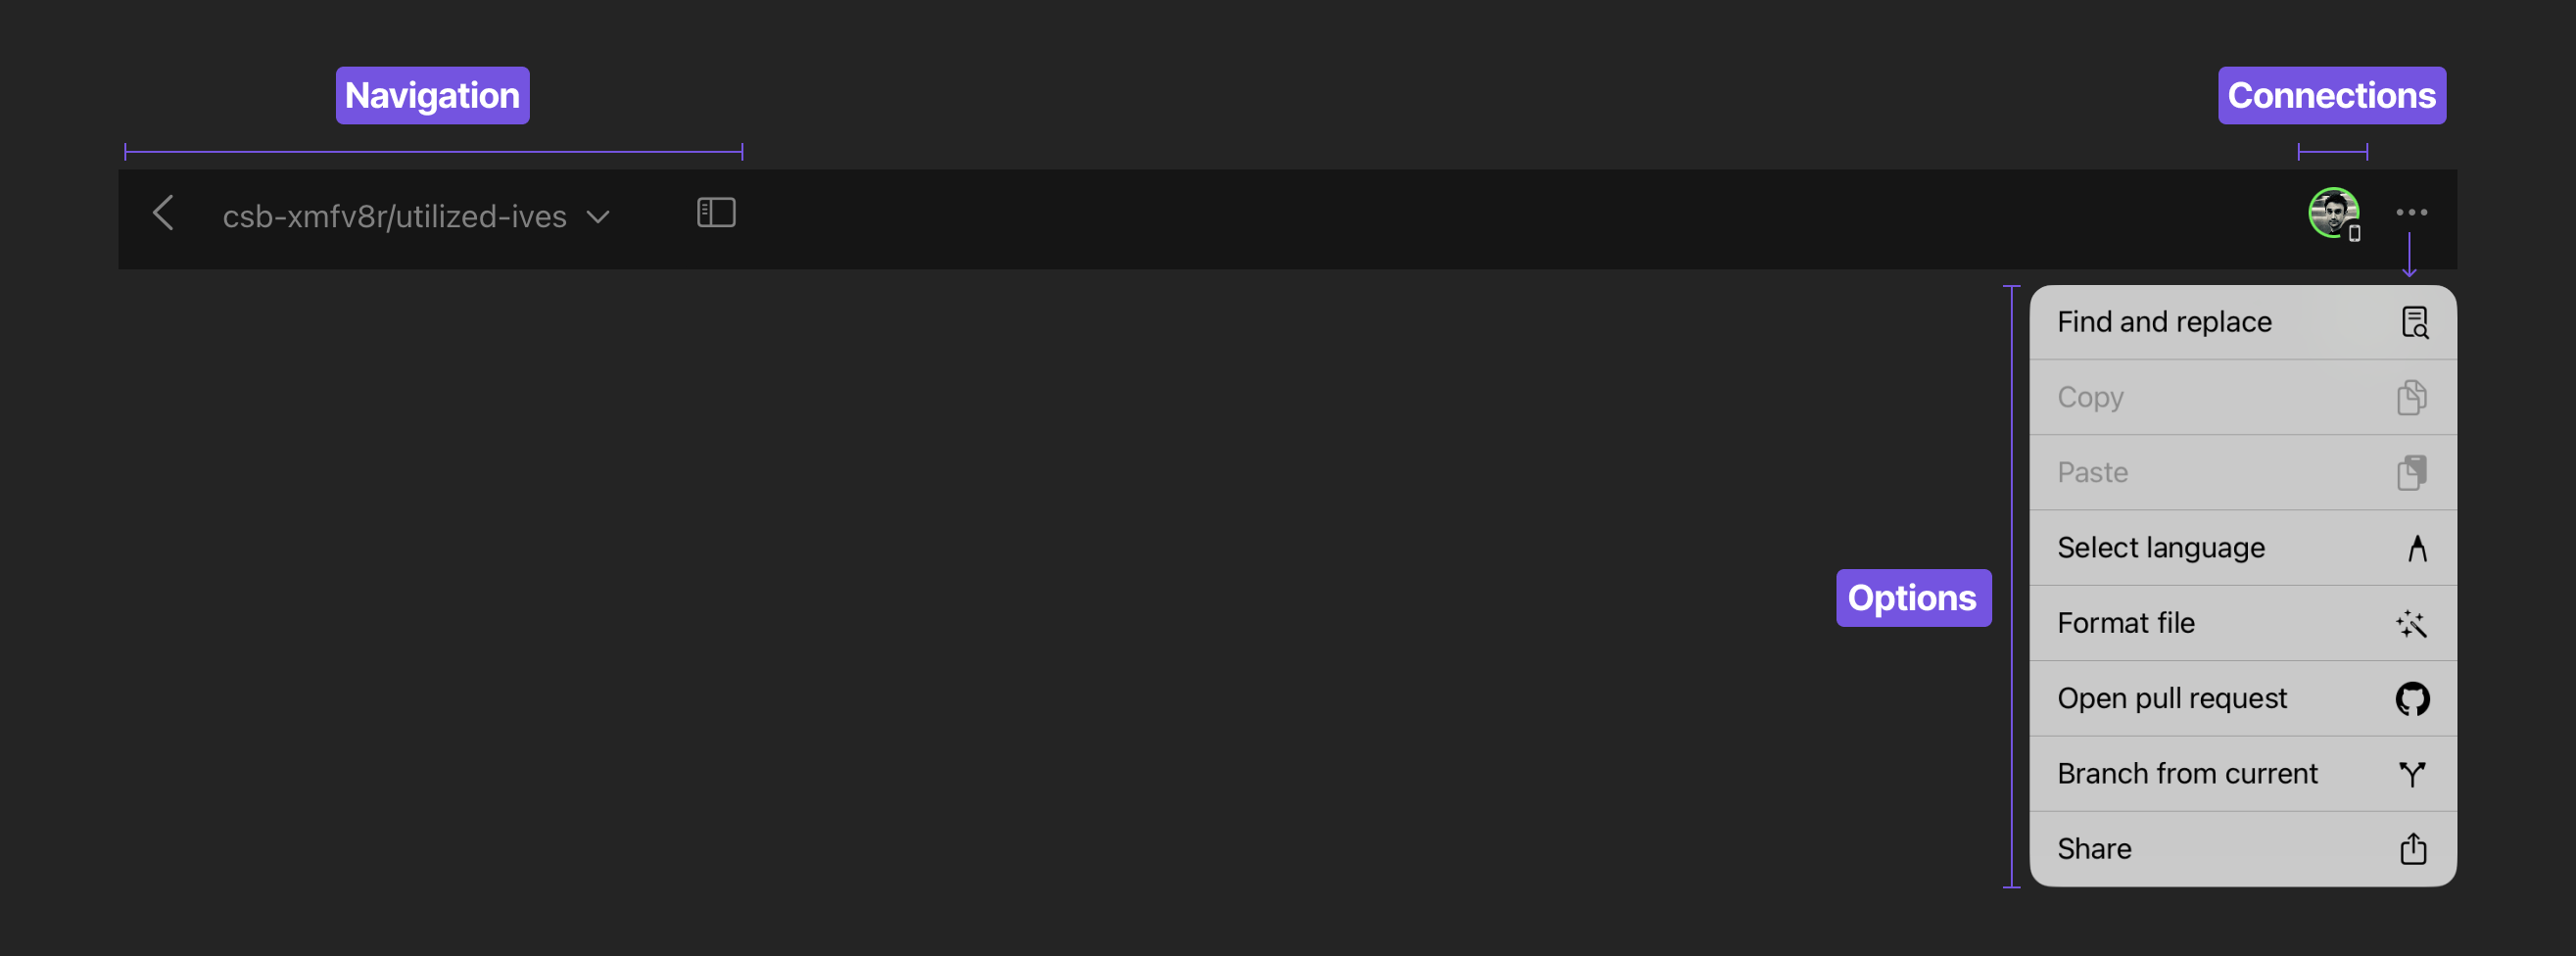 Navigation
Connections
csb-xmfv8r/utilized-ives
Find and replace
Copy
Paste
Select language
Options
Format file
Open pull request
Branch from current
Share